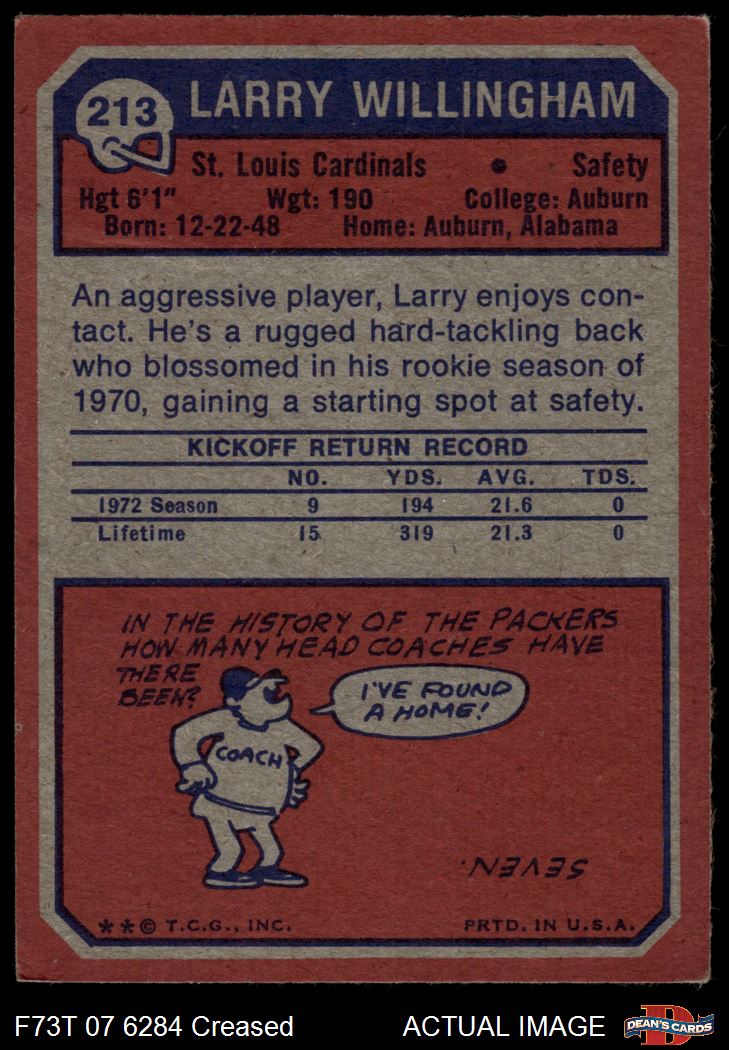 213
LARRY WILLINGHAM
St. Louis Cardinals • Safety
Hgt 6'1" Wgt: 190 College: Auburn
Born: 12-22-48 Home: Auburn, Alabama
An aggressive player, Larry enjoys con-
tact. He's a rugged hard-tackling back
who blossomed in his rookie season of
1970, gaining a starting spot at safety.
KICKOFF RETURN RECORD
NO. YDS. AVG. TDS.
1972 Season 9 194 21.6 0
Lifetime 15 319 21.3 0
IN THE HISTORY OF THE PACKERS
HOW MANY HEAD COACHES HAVE
THERE
BEEN?
I'VE FOUND
A HOME!
COACH
SEVEN.
**© T.C.G., INC. PRTD. IN U.S.A.
F73T 07 6284 Creased ACTUAL IMAGE
D
DEAN'S CARDS